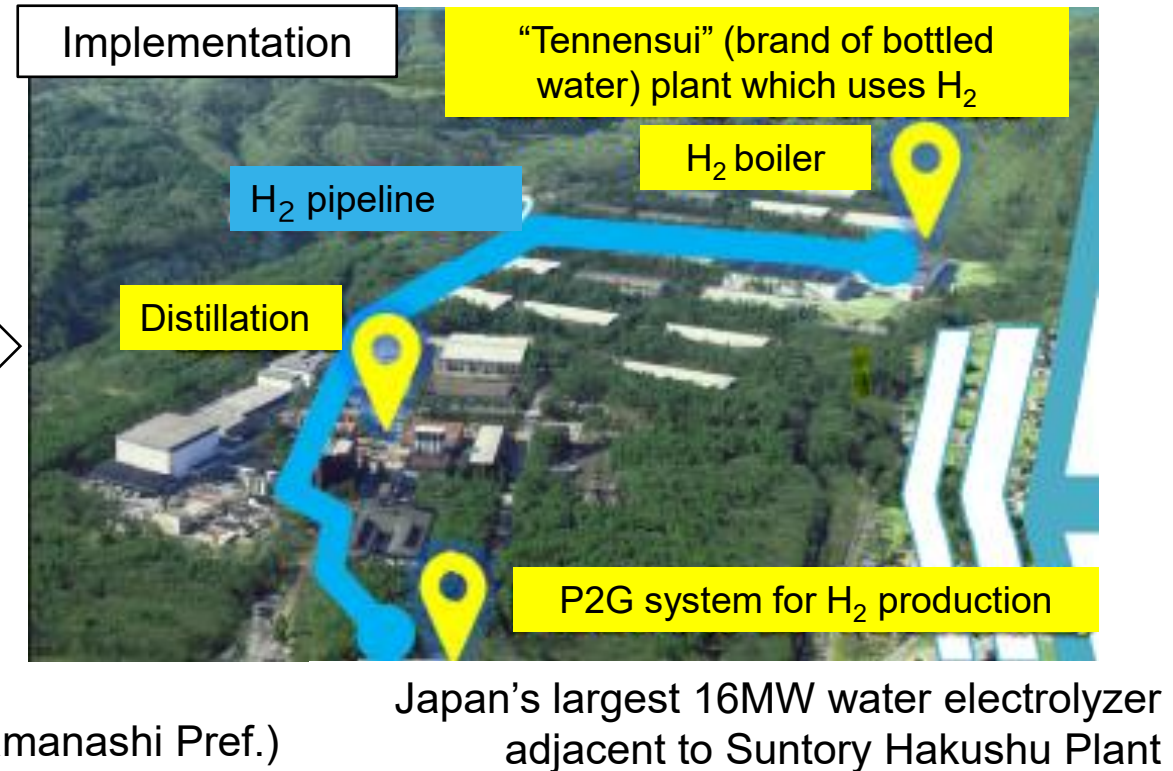 Implementation
“Tennensui” (brand of bottled
water) plant which uses H₂
H₂ boiler
H₂ pipeline
Distillation
P2G system for H₂ production
Japan’s largest 16MW water electrolyzer
manashi Pref.)
adjacent to Suntory Hakushu Plant